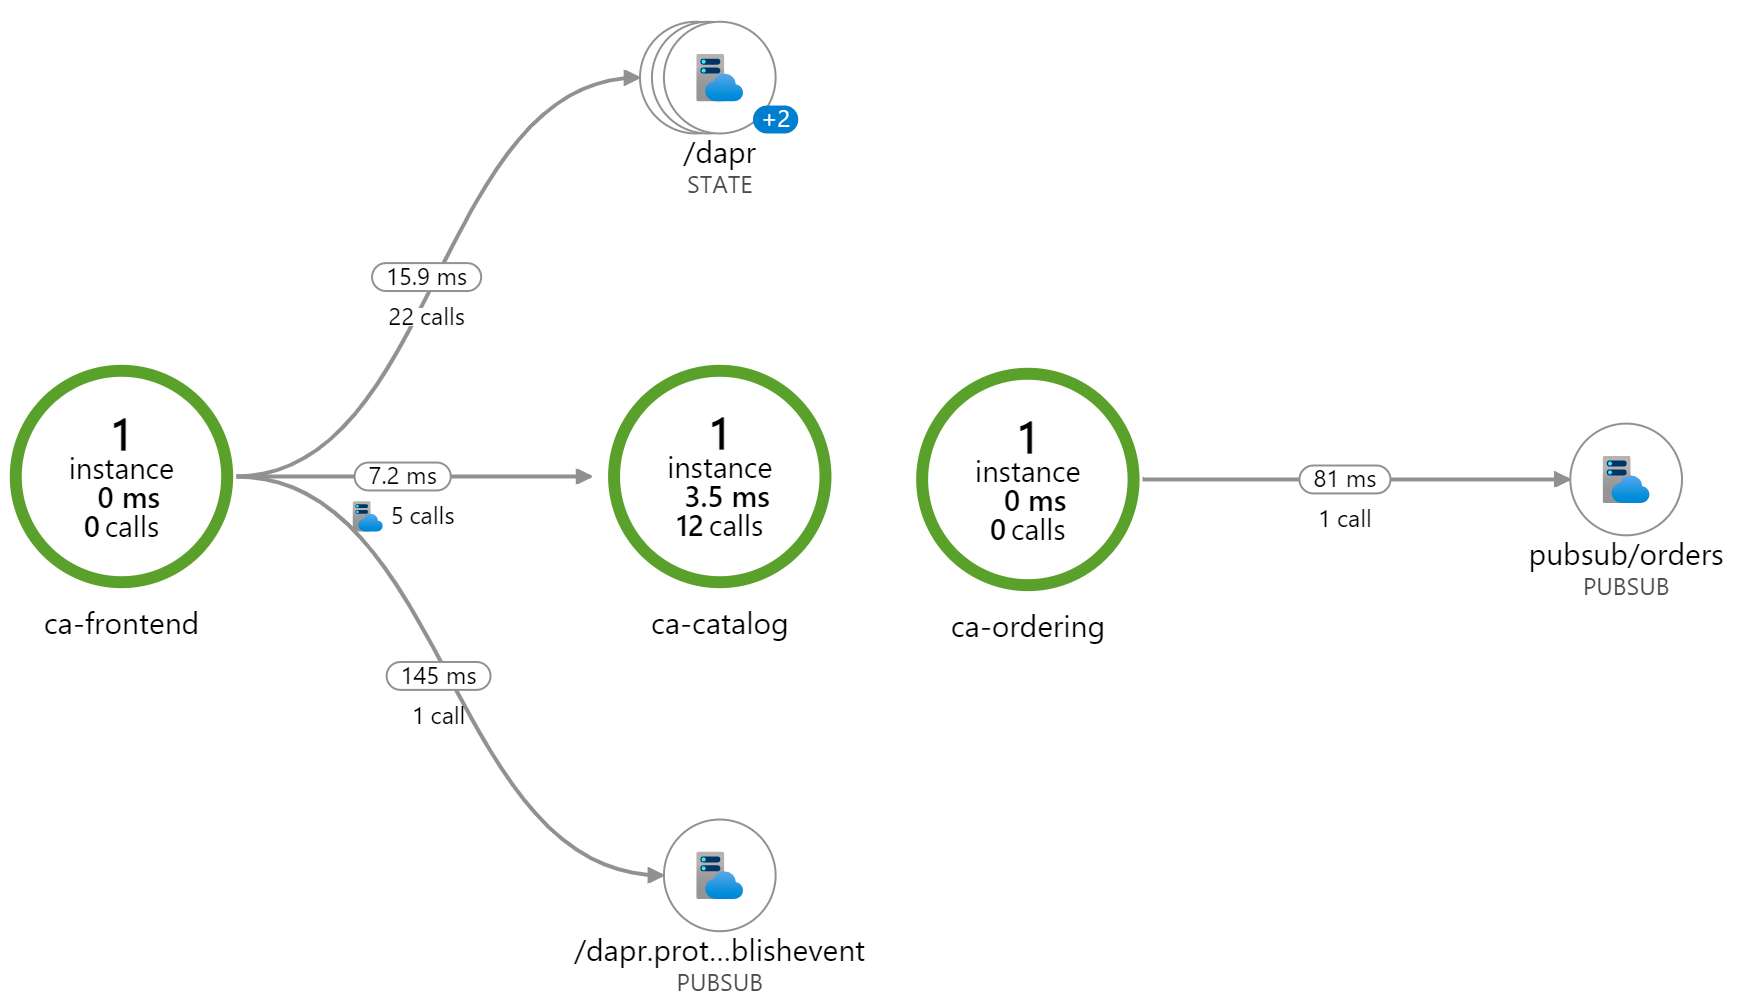 +2
/dapr
STATE
15.9 ms
22 calls
1
instance
0 ms
0 calls
ca-frontend
7.2 ms
5 calls
1
instance
3.5 ms
12 calls
ca-catalog
145 ms
1 call
/dapr.prot...blishevent
PUBSUB
1
instance
0 ms
0 calls
ca-ordering
81 ms
1 call
pubsub/orders
PUBSUB